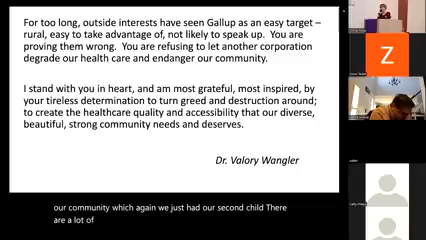 For too long, outside interests have seen Gallup as an easy target –
rural, easy to take advantage of, not likely to speak up. You are
proving them wrong. You are refusing to let another corporation
degrade our health care and endanger our community.
I stand with you in heart, and am most grateful, most inspired, by
your tireless determination to turn greed and destruction around;
to create the healthcare quality and accessibility that our diverse,
beautiful, strong community needs and deserves.
Dr. Valory Wangler
Z
our community which again we just had our second child There
are a lot of